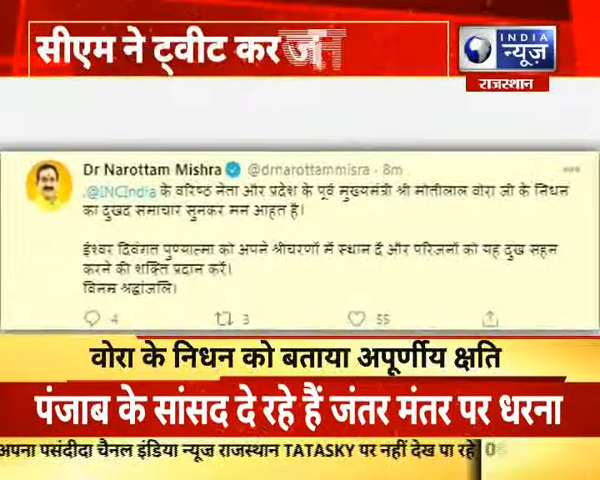 सीएम ने ट्वीट कर
INDIA
न्यूज़
राजस्थान
Dr Narottam Mishra @drnarottammisra · 8m
.@INCIndia के वरिष्ठ नेता और प्रदेश के पूर्व मुख्यमंत्री श्री मोतीलाल वोरा जी के निधन
का दुखद समाचार सुनकर मन आहत है।
ईश्वर दिवंगत पुण्यात्मा को अपने श्रीचरणों में स्थान दें और परिजनों को यह दुख सहन
करने की शक्ति प्रदान करें।
विनम्र श्रद्धांजलि।
4 3 55
वोरा के निधन को बताया अपूर्णीय क्षति
पंजाब के सांसद दे रहे हैं जंतर मंतर पर धरना
अपना पसंदीदा चैनल इंडिया न्यूज राजस्थान TATASKY पर नहीं देख पा रहे